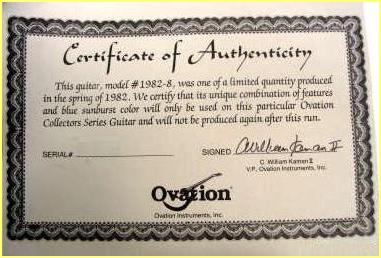 Certificate of Authenticity
This guitar, model #1982-8, was one of a limited quantity produced
in the spring of 1982. We certify that its unique combination of features
and blue sunburst color will only be used on this particular Ovation
Collectors Series Guitar and will not be produced again after this run.
SERIAL# SIGNED C William Kaman II
C. William Kaman II
V.P., Ovation Instruments, Inc.
Ovation
Ovation Instruments, Inc.